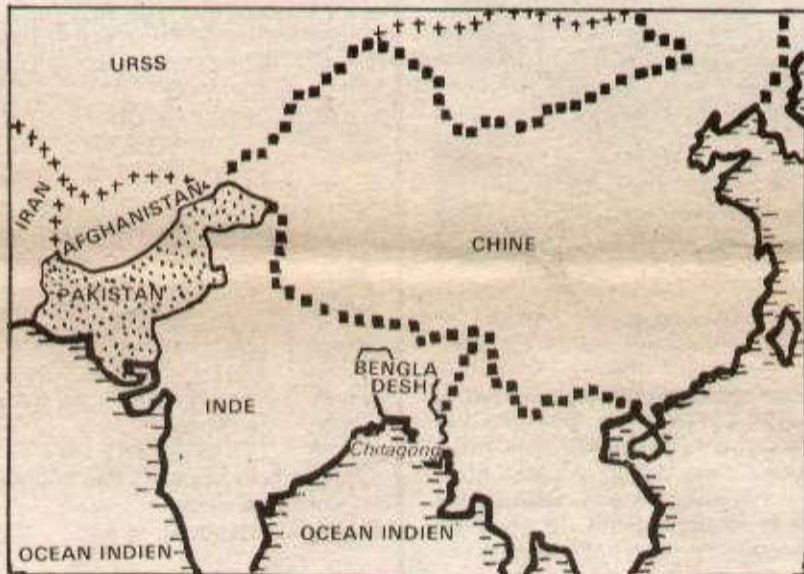 URSS
IRAN
AFGHANISTAN
PAKISTAN
CHINE
INDE
BENGLA
DESH
Chitagong
OCEAN INDIEN
OCEAN INDIEN